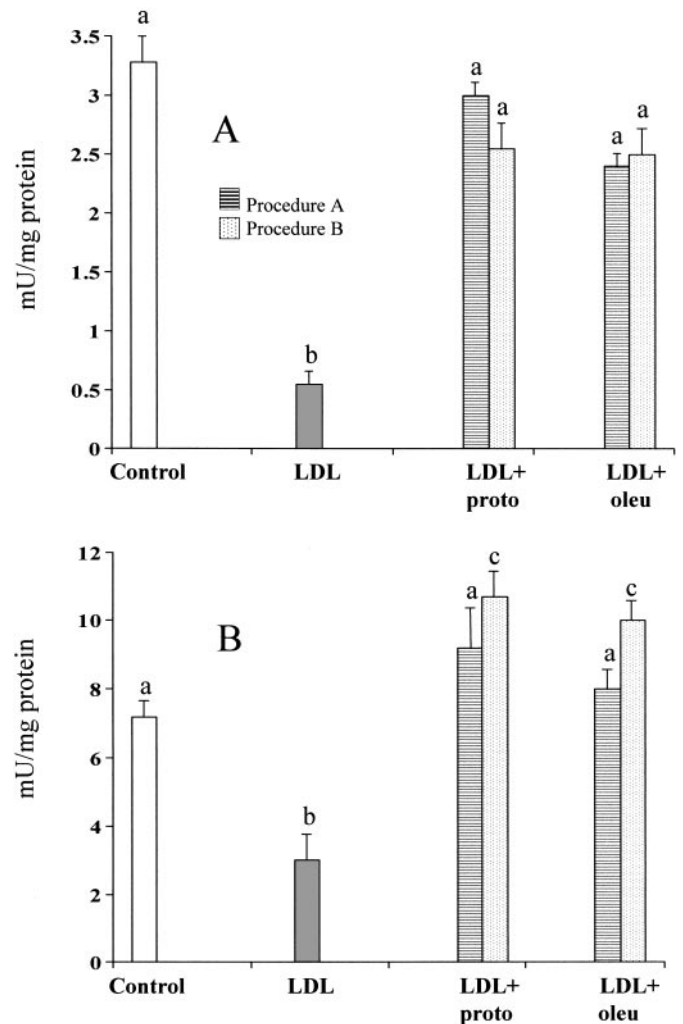 a
3.5
3
2.5
2
1.5
1
0.5
0
mU/mg protein
A
Procedure A
Procedure B
b
a
a
a
a
Control
LDL
LDL+
proto
LDL+
oleu
12
10
8
6
4
2
0
mU/mg protein
B
a
b
a
c
a
c
Control
LDL
LDL+
proto
LDL+
oleu